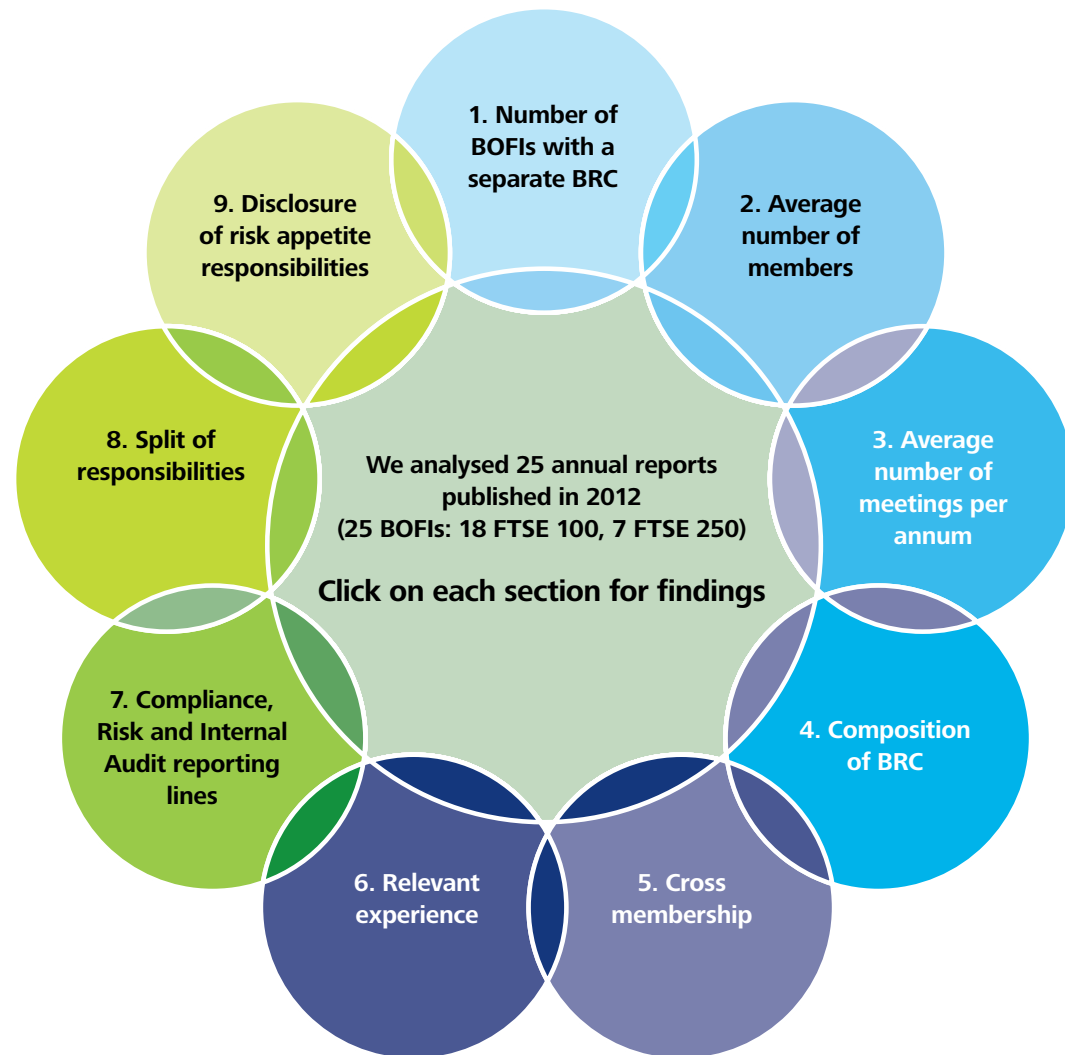 1. Number of
BOFIs with a
separate BRC
2. Average
number of
members
3. Average
number of
meetings per
annum
4. Composition
of BRC
5. Cross
membership
6. Relevant
experience
7. Compliance,
Risk and Internal
Audit reporting
lines
8. Split of
responsibilities
9. Disclosure
of risk appetite
responsibilities
We analysed 25 annual reports
published in 2012
(25 BOFIs: 18 FTSE 100, 7 FTSE 250)
Click on each section for findings